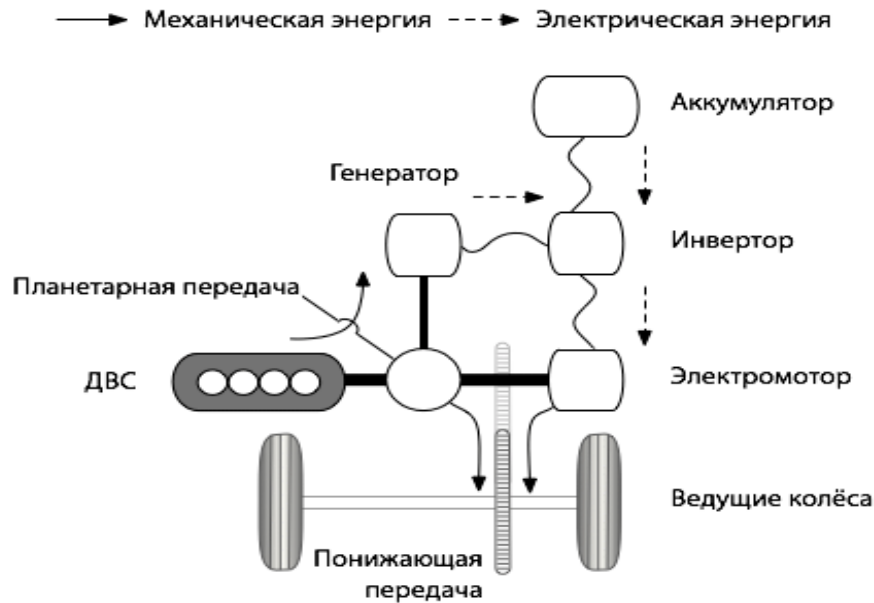 Механическая энергия Электрическая энергия
Аккумулятор
Генератор
Инвертор
Планетарная передача
ДВС
Электромотор
Ведущие колёса
Понижающая
передача